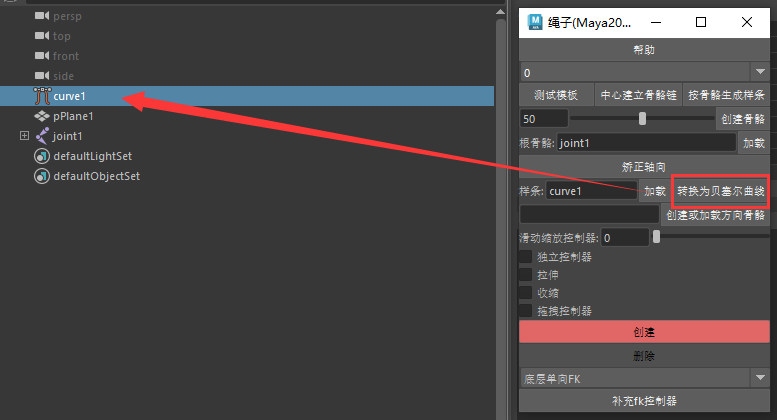 persp
top
front
side
curve1
pPlane1
joint1
defaultLightSet
defaultObjectSet
绳子(Maya20...
帮助
0
测试模板 中心建立骨骼链 按骨骼生成样条
50 创建骨骼
根骨骼: joint1 加载
矫正轴向
样条: curve1 加载 转换为贝塞尔曲线
创建或加载方向骨骼
滑动缩放控制器: 0
独立控制器
拉伸
收缩
拖拽控制器
创建
删除
底层单向FK
补充fk控制器